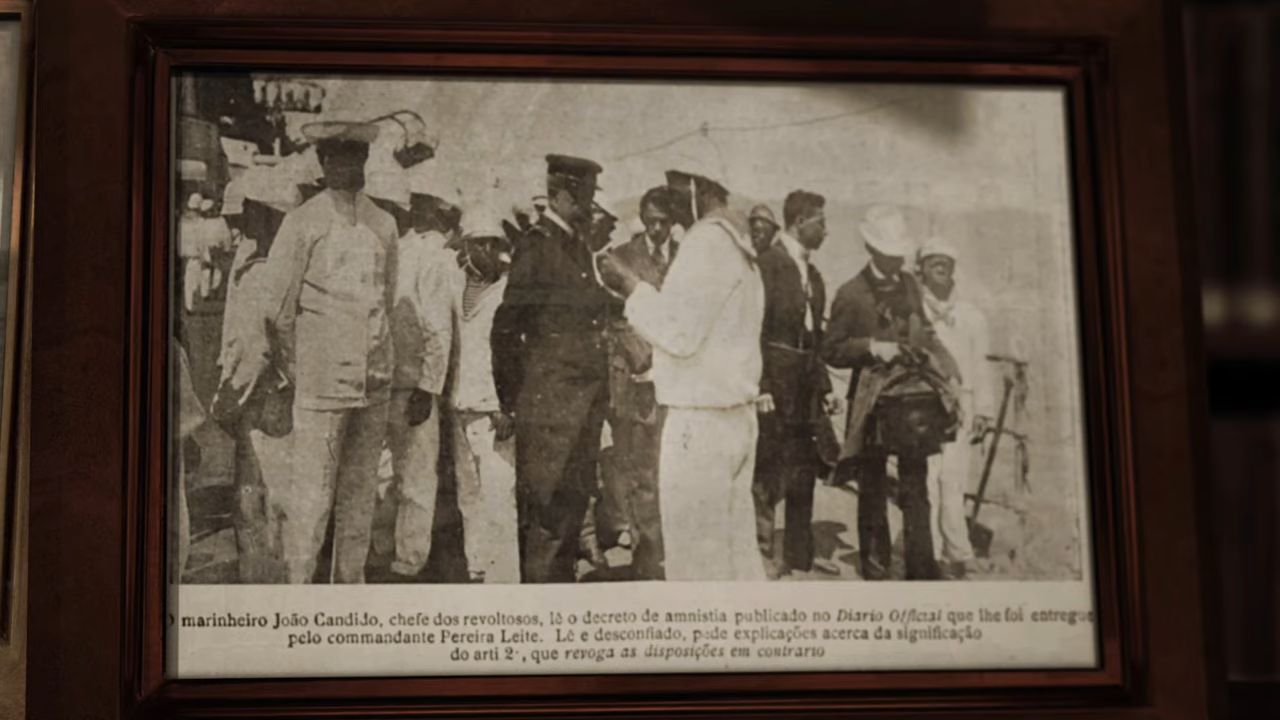 O marinheiro João Candido, chefe dos revoltosos, lê o decreto de amnistia publicado no Diario Official que lhe foi entregue
pelo commandante Pereira Leite. Lê e desconfiado, pede explicações acerca da significação
do arti 2·, que revoga as disposições em contrario